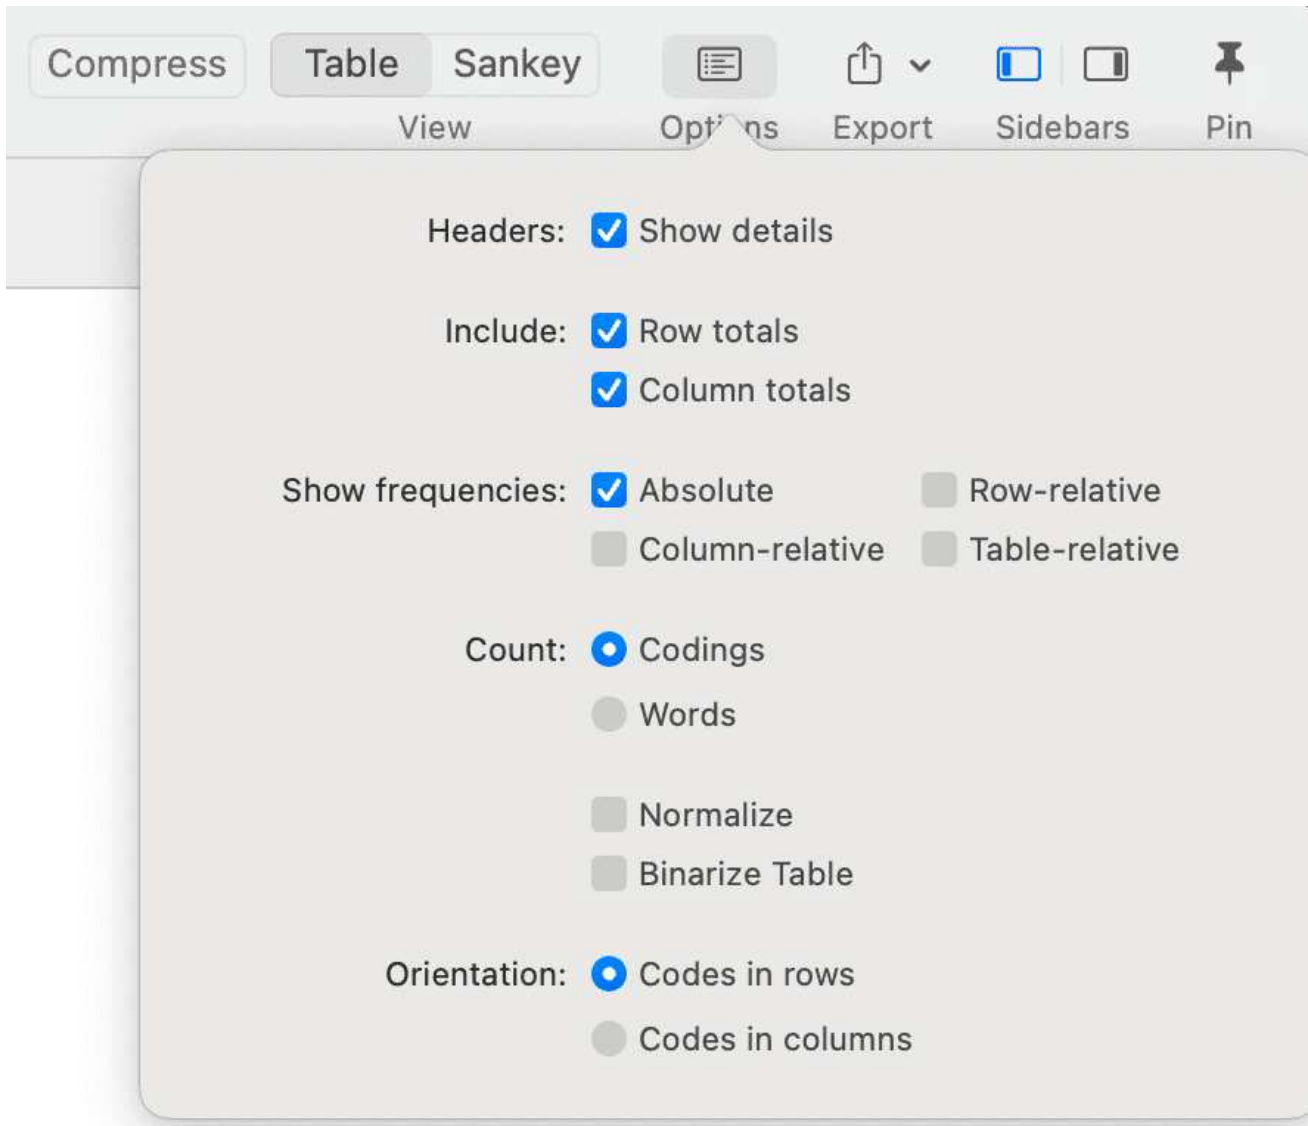 Compress Table Sankey
View Options Export Sidebars Pin
Headers: Show details
Include: Row totals
Column totals
Show frequencies: Absolute Row-relative
Column-relative Table-relative
Count: Codings
Words
Normalize
Binarize Table
Orientation: Codes in rows
Codes in columns